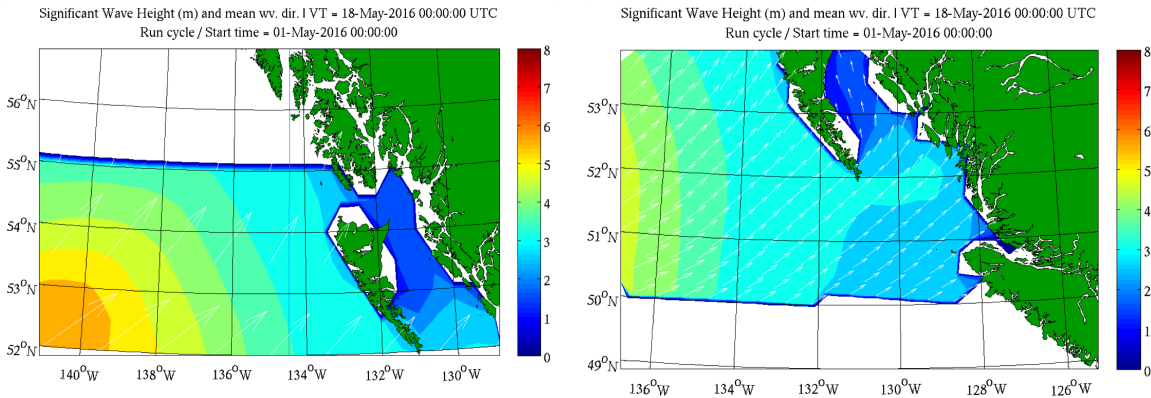 Significant Wave Height (m) and mean wv. dir. | VT = 18-May-2016 00:00:00 UTC
Run cycle / Start time = 01-May-2016 00:00:00
56°N
55°N
54°N
53°N
52°N
140°W
138°W
136°W
134°W
132°W
130°W
8
7
6
5
4
3
2
1
0
Significant Wave Height (m) and mean wv. dir. | VT = 18-May-2016 00:00:00 UTC
Run cycle / Start time = 01-May-2016 00:00:00
53°N
52°N
51°N
50°N
49°N
136°W
134°W
132°W
130°W
128°W
126°W
8
7
6
5
4
3
2
1
0